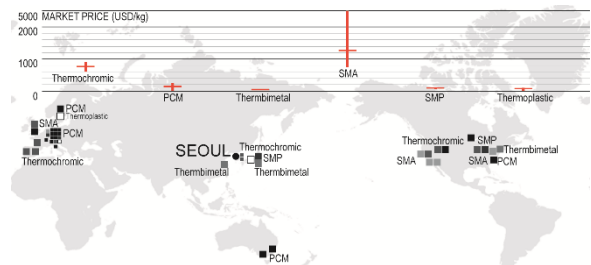 5000 MARKET PRICE (USD/kg)
2000
1000
0
Thermochromic
PCM
Thermbimetal
SMA
SMP
Thermoplastic
PCM
Thermoplastic
SMA
PCM
Thermochromic
SEOUL
Thermochromic
SMP
Thermbimetal
Thermbimetal
PCM
Thermochromic
SMP
Thermbimetal
SMA
SMA
PCM